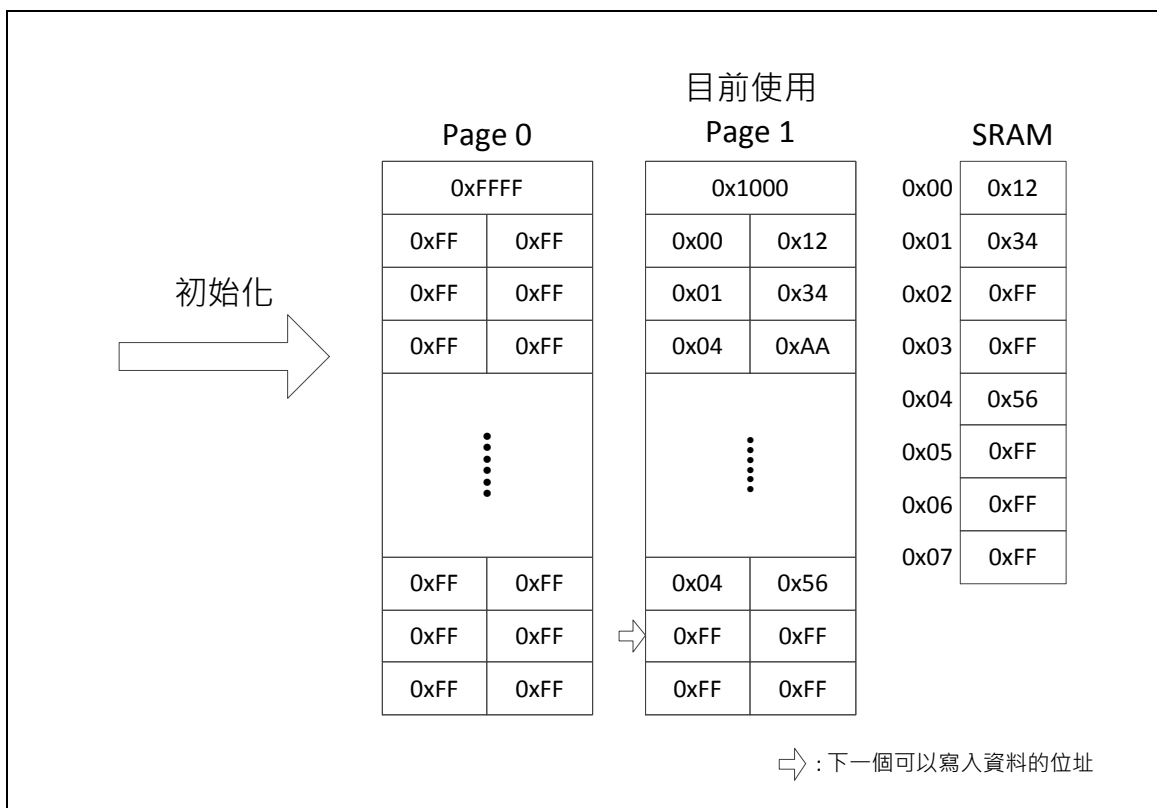 目前使用
Page 0 Page 1 SRAM
0xFFFF 0x1000 0x00 0x12
0xFF 0xFF 0x00 0x12 0x01 0x34
初始化 0xFF 0xFF 0x01 0x34 0x02 0xFF
0xFF 0xFF 0x04 0xAA 0x03 0xFF
0x04 0x56
0x05 0xFF
0x06 0xFF
0x07 0xFF
0xFF 0xFF 0x04 0x56
0xFF 0xFF 0xFF 0xFF
0xFF 0xFF 0xFF 0xFF
: 下一個可以寫入資料的位址